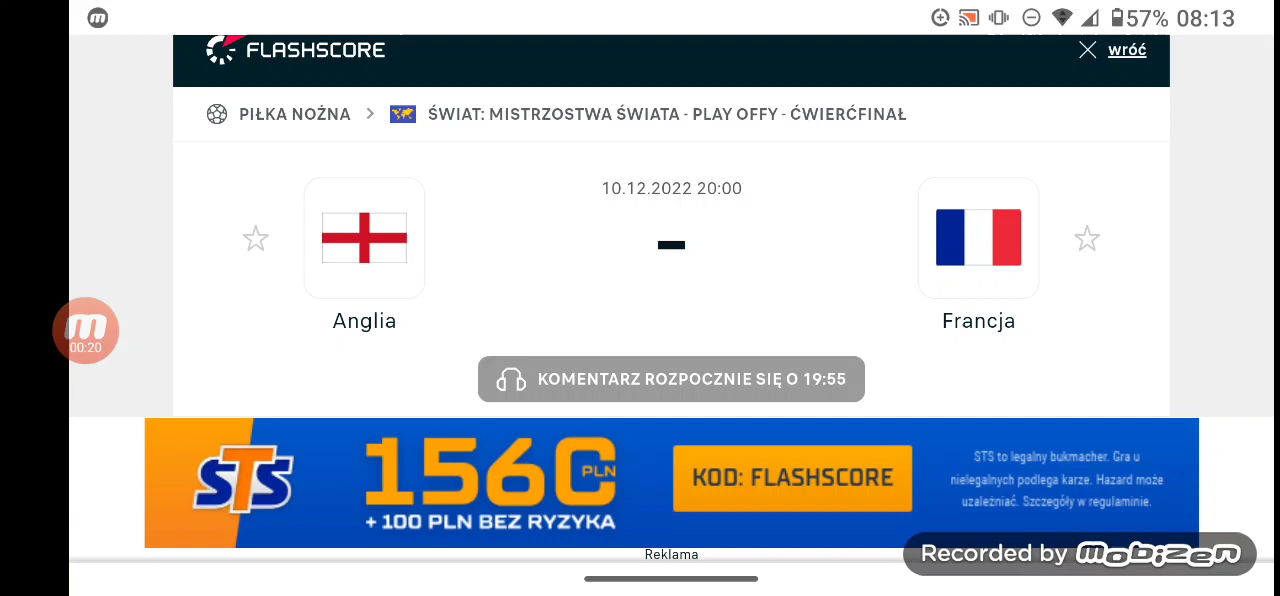 57% 08:13
FLASHSCORE
wróć
PIŁKA NOŻNA
ŚWIAT: MISTRZOSTWA ŚWIATA - PLAY OFFY - ĆWIERĆFINAŁ
10.12.2022 20:00
-
Anglia
Francja
m
00:20
KOMENTARZ ROZPOCZNIE SIĘ O 19:55
STS
1560 PLN
+ 100 PLN BEZ RYZYKA
KOD: FLASHSCORE
STS to legalny bukmacher. Gra u
nielegalnych podlega karze. Hazard może
uzależniać. Szczegóły w regulaminie.
Reklama
Recorded by mobizen